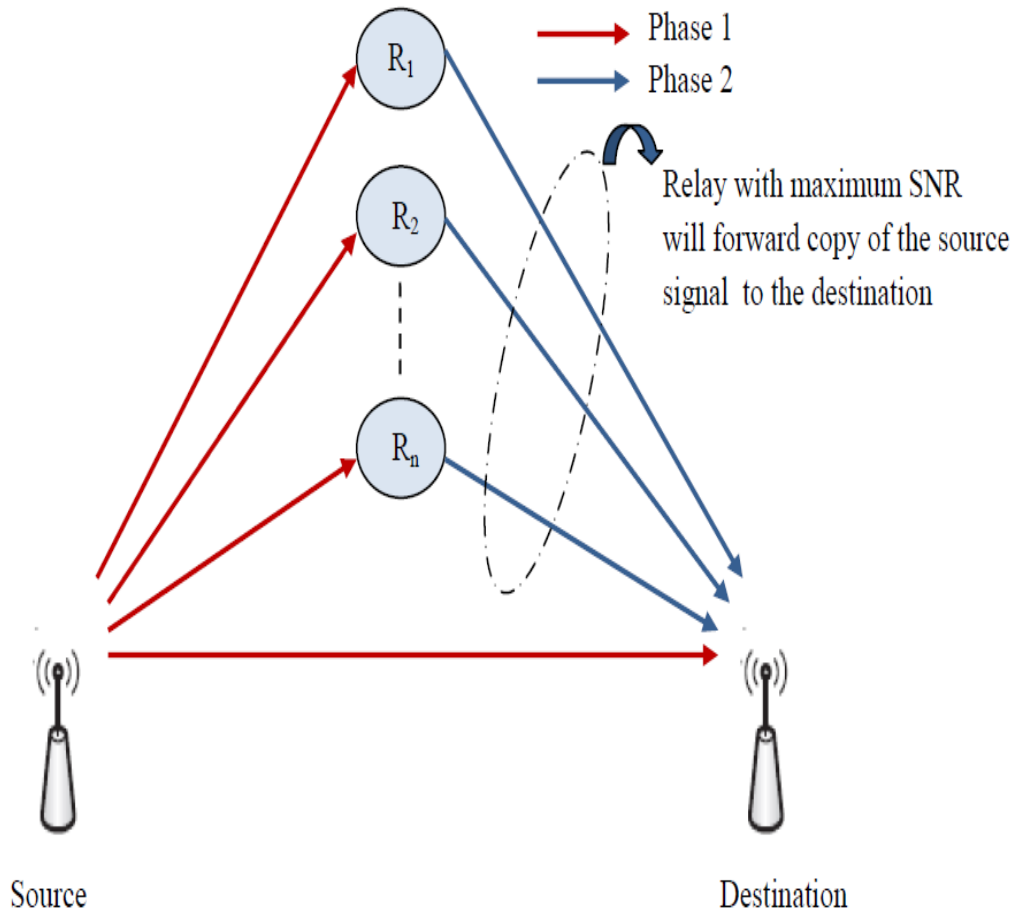 R1
Phase 1
Phase 2
Relay with maximum SNR
will forward copy of the source
signal to the destination
R2
Rn
Source
Destination